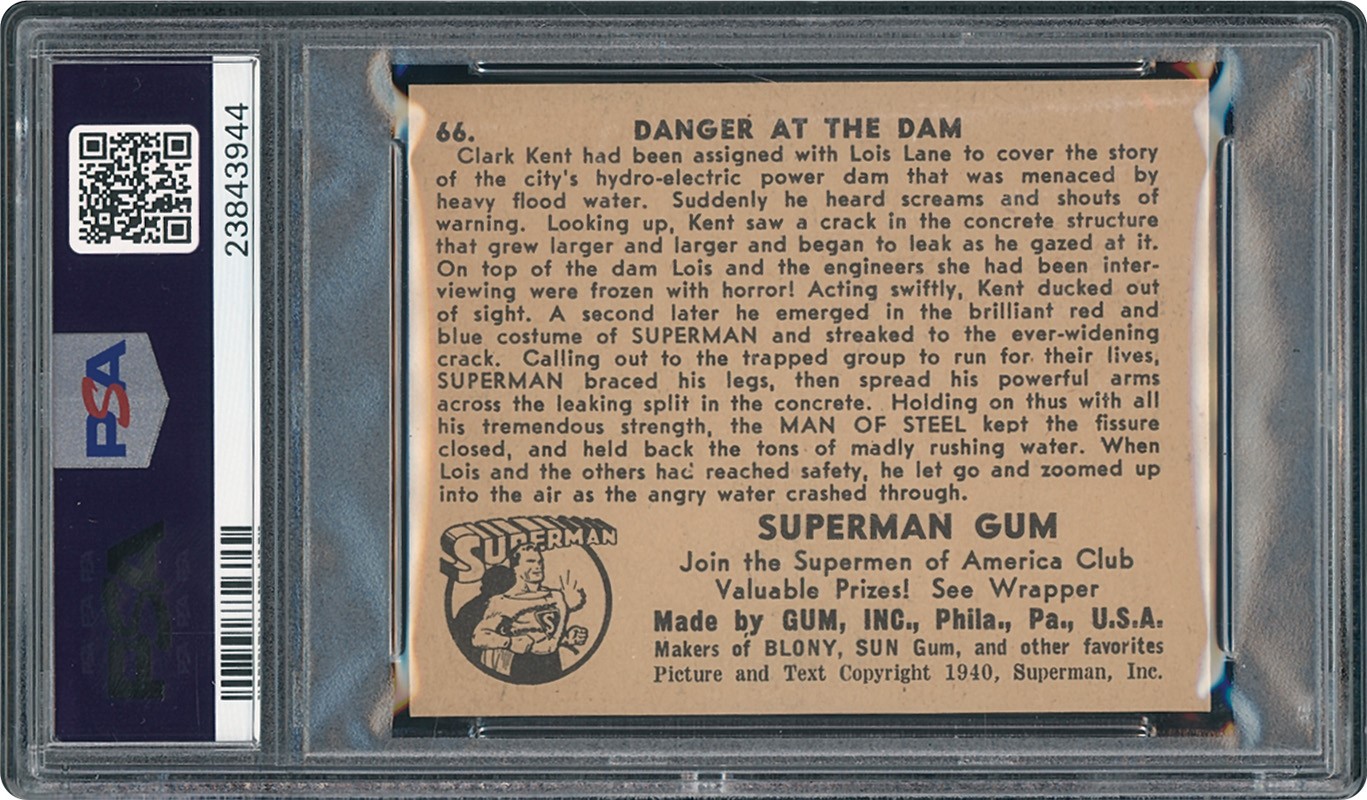 23843944
PSA
66. DANGER AT THE DAM
Clark Kent had been assigned with Lois Lane to cover the story
of the city's hydro-electric power dam that was menaced by
heavy flood water. Suddenly he heard screams and shouts of
warning. Looking up, Kent saw a crack in the concrete structure
that grew larger and larger and began to leak as he gazed at it.
On top of the dam Lois and the engineers she had been inter-
viewing were frozen with horror! Acting swiftly, Kent ducked out
of sight. A second later he emerged in the brilliant red and
blue costume of SUPERMAN and streaked to the ever-widening
crack. Calling out to the trapped group to run for their lives,
SUPERMAN braced his legs, then spread his powerful arms
across the leaking split in the concrete. Holding on thus with all
his tremendous strength, the MAN OF STEEL kept the fissure
closed, and held back the tons of madly rushing water. When
Lois and the others had reached safety, he let go and zoomed up
into the air as the angry water crashed through.
SUPERMAN
S
SUPERMAN GUM
Join the Supermen of America Club
Valuable Prizes! See Wrapper
Made by GUM, INC., Phila., Pa., U.S.A.
Makers of BLONY, SUN Gum, and other favorites
Picture and Text Copyright 1940, Superman, Inc.
PSA